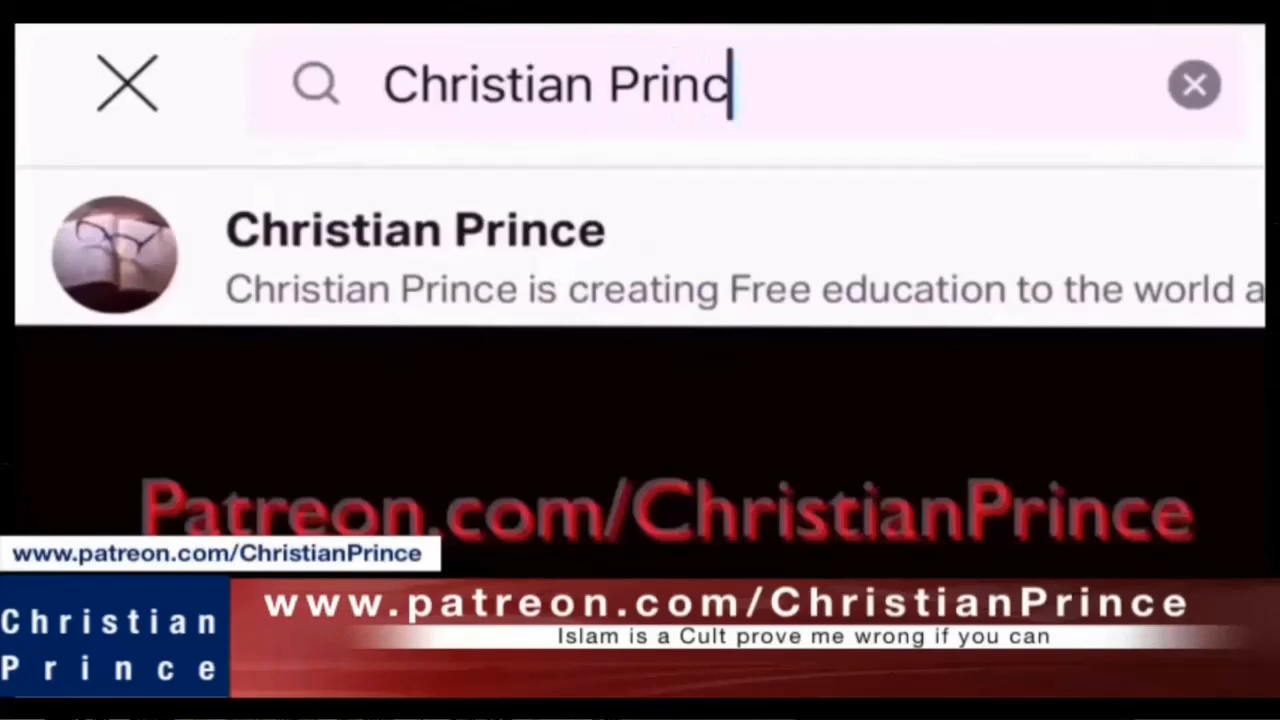 Christian Princ
Christian Prince
Christian Prince is creating Free education to the world a
Patreon.com/ChristianPrince
www.patreon.com/ChristianPrince
Christian
Prince
www.patreon.com/ChristianPrince
Islam is a Cult prove me wrong if you can